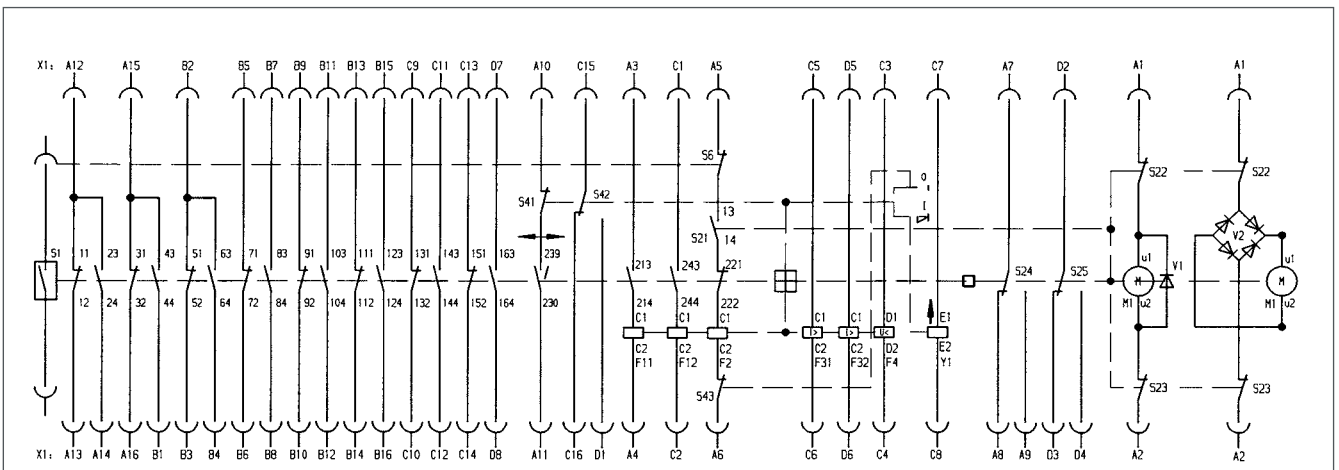 X1: A12 A15 B2 B5 B7 B9 B11 B13 B15 C9 C11 C13 D7 A10 C15 A3 C1 A5 C5 D5 C3 C7 A7 D2 A1 A1
S6
0
S22 S22
S41 S42
I
13
V2
S21
14
S1 11 23 31 43 51 63 71 83 91 103 111 123 131 143 151 163 239 213 243 221 S24 S25 u1 V1 u1
M M
12 24 32 44 52 64 72 84 92 104 112 124 132 144 152 164 230 214 244 222 M1 u2 M1 u2
C1 C1 C1 C1 C1 D1 E1
I> I> U<
C2 C2 C2 C2 C2 D2 E2
F11 F12 F2 F31 F32 F4 Y1
S43 S23 S23
X1: A13 A14 A16 B1 B3 B4 B6 B8 B10 B12 B14 B16 C10 C12 C14 D8 A11 C16 D1 A4 C2 A6 C6 D6 C4 C8 A8 A9 D3 D4 A2 A2